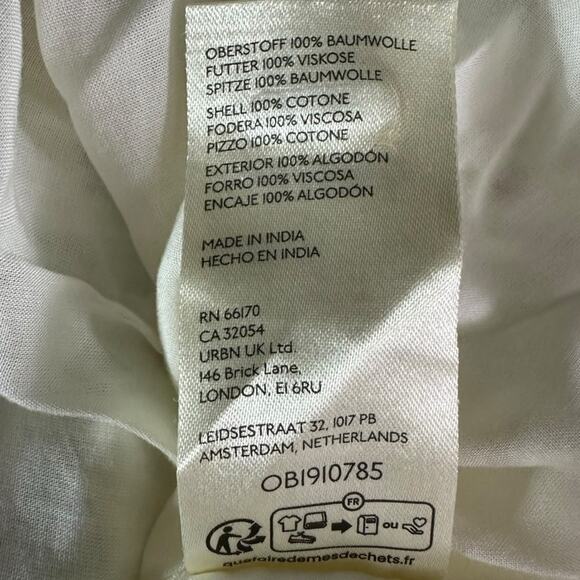 OBERSTOFF 100% BAUMWOLLE
FUTTER 100% VISKOSE
SPITZE 100% BAUMWOLLE
SHELL 100% COTONE
FODERA 100% VISCOSA
PIZZO 100% COTONE
EXTERIOR 100% ALGODÓN
FORRO 100% VISCOSA
ENCAJE 100% ALGODÓN
MADE IN INDIA
HECHO EN INDIA
RN 66170
CA 32054
URBN UK Ltd.
146 Brick Lane,
LONDON, E1 6RU
LEIDSESTRAAT 32, 1017 PB
AMSTERDAM, NETHERLANDS
OB1910785
FR
ou
quefairedemesdechets.fr